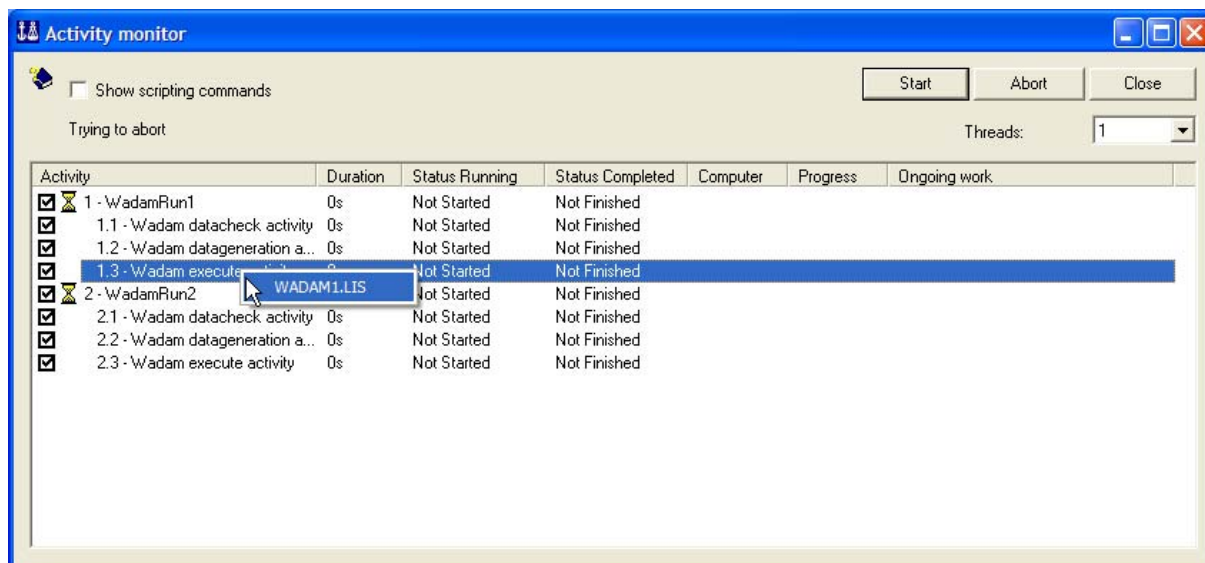 Activity monitor
Show scripting commands
Start Abort Close
Trying to abort
Threads: 1
Activity Duration Status Running Status Completed Computer Progress Ongoing work
1 - WadamRun1 0s Not Started Not Finished
1.1 - Wadam datacheck activity 0s Not Started Not Finished
1.2 - Wadam datageneration a... 0s Not Started Not Finished
1.3 - Wadam execute Not Started Not Finished
WADAM1.LIS
2 - WadamRun2 Not Started Not Finished
2.1 - Wadam datacheck activity 0s Not Started Not Finished
2.2 - Wadam datageneration a... 0s Not Started Not Finished
2.3 - Wadam execute activity 0s Not Started Not Finished